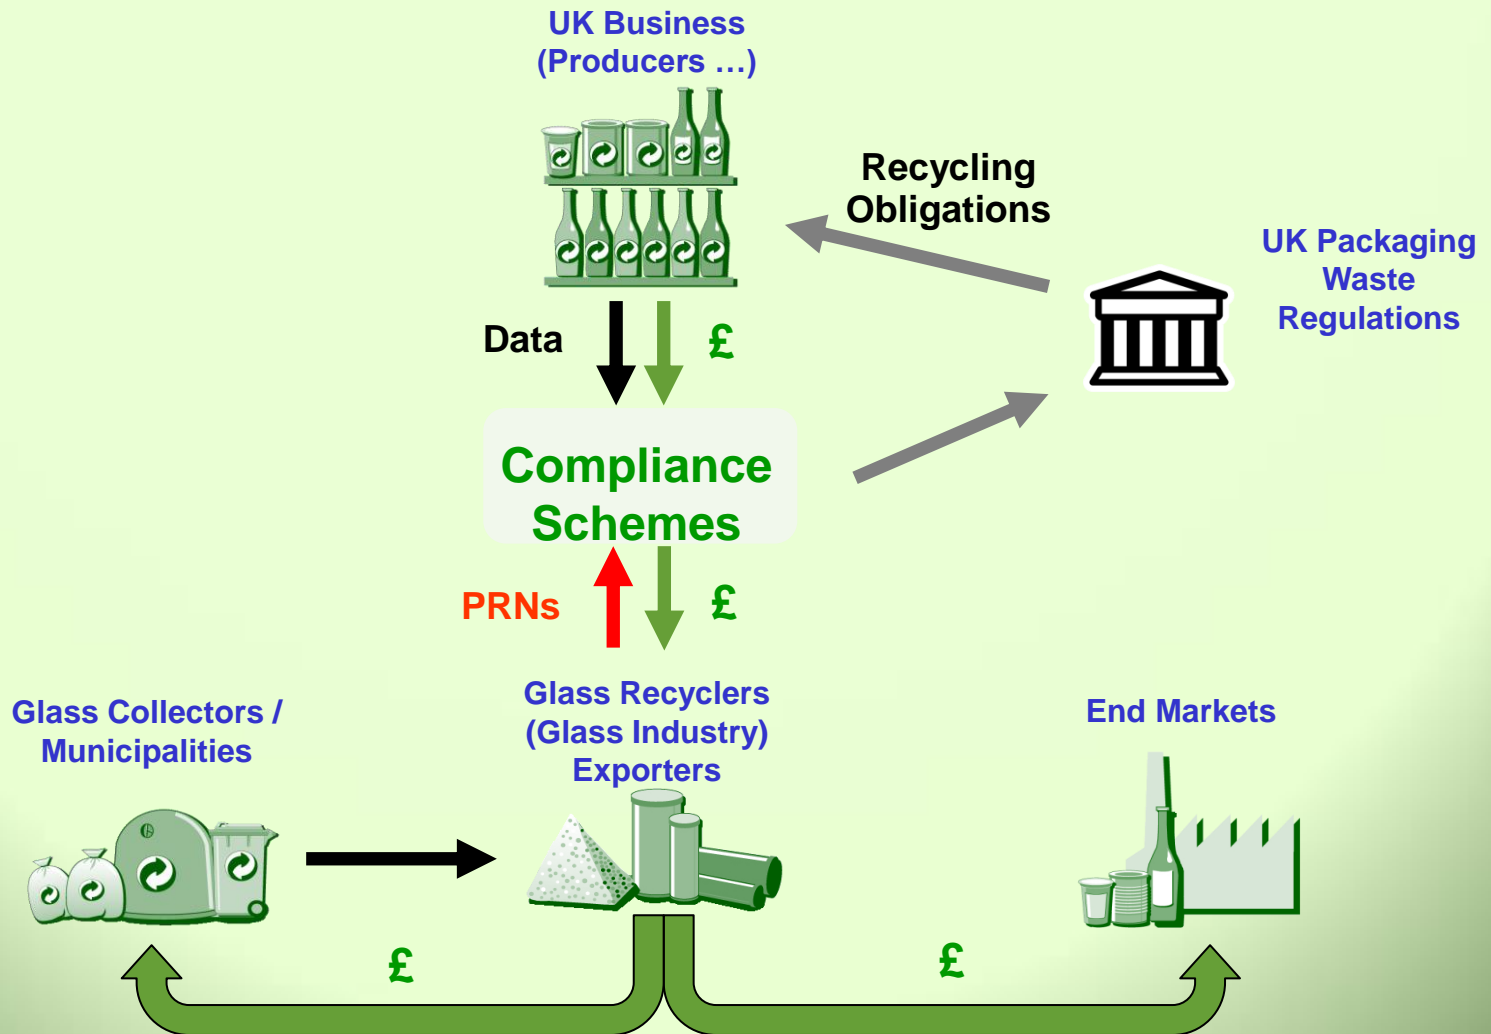 UK Business
(Producers …)
Recycling
Obligations
UK Packaging
Waste
Regulations
Data
£
Compliance
Schemes
PRNs
£
Glass Collectors /
Municipalities
Glass Recyclers
(Glass Industry)
Exporters
End Markets
£
£